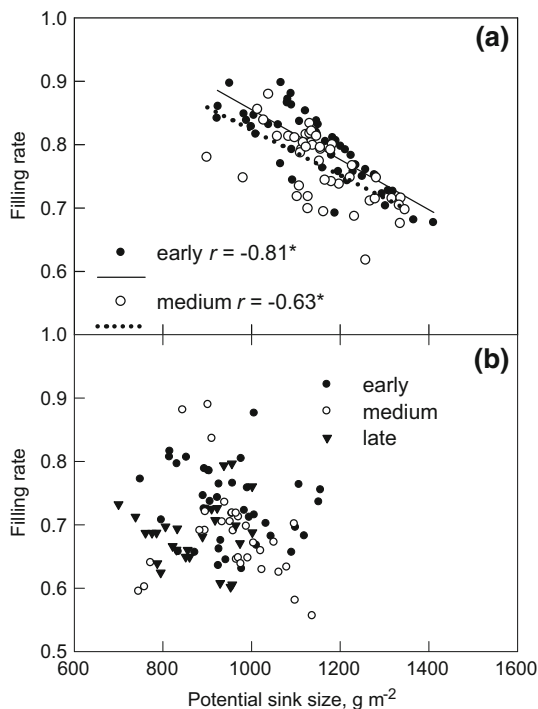 (a)
1.0
0.9
0.8
0.7
0.6
Filling rate
early r = -0.81*
medium r = -0.63*
1.0
(b)
early
medium
late
0.9
0.8
0.7
0.6
0.5
Filling rate
600 800 1000 1200 1400 1600
Potential sink size, g m-2